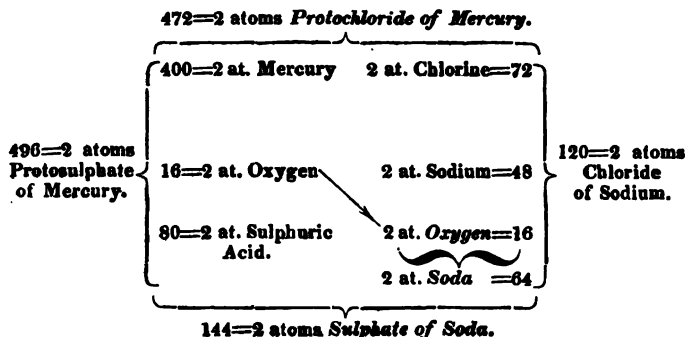 472=2 atoms Protochloride of Mercury.
400=2 at. Mercury 2 at. Chlorine=72
496=2 atoms
Protosulphate
of Mercury.
16=2 at. Oxygen 2 at. Sodium=48
120=2 atoms
Chloride
of Sodium.
80=2 at. Sulphuric
Acid.
2 at. Oxygen=16
2 at. Soda =64
144=2 atoms Sulphate of Soda.